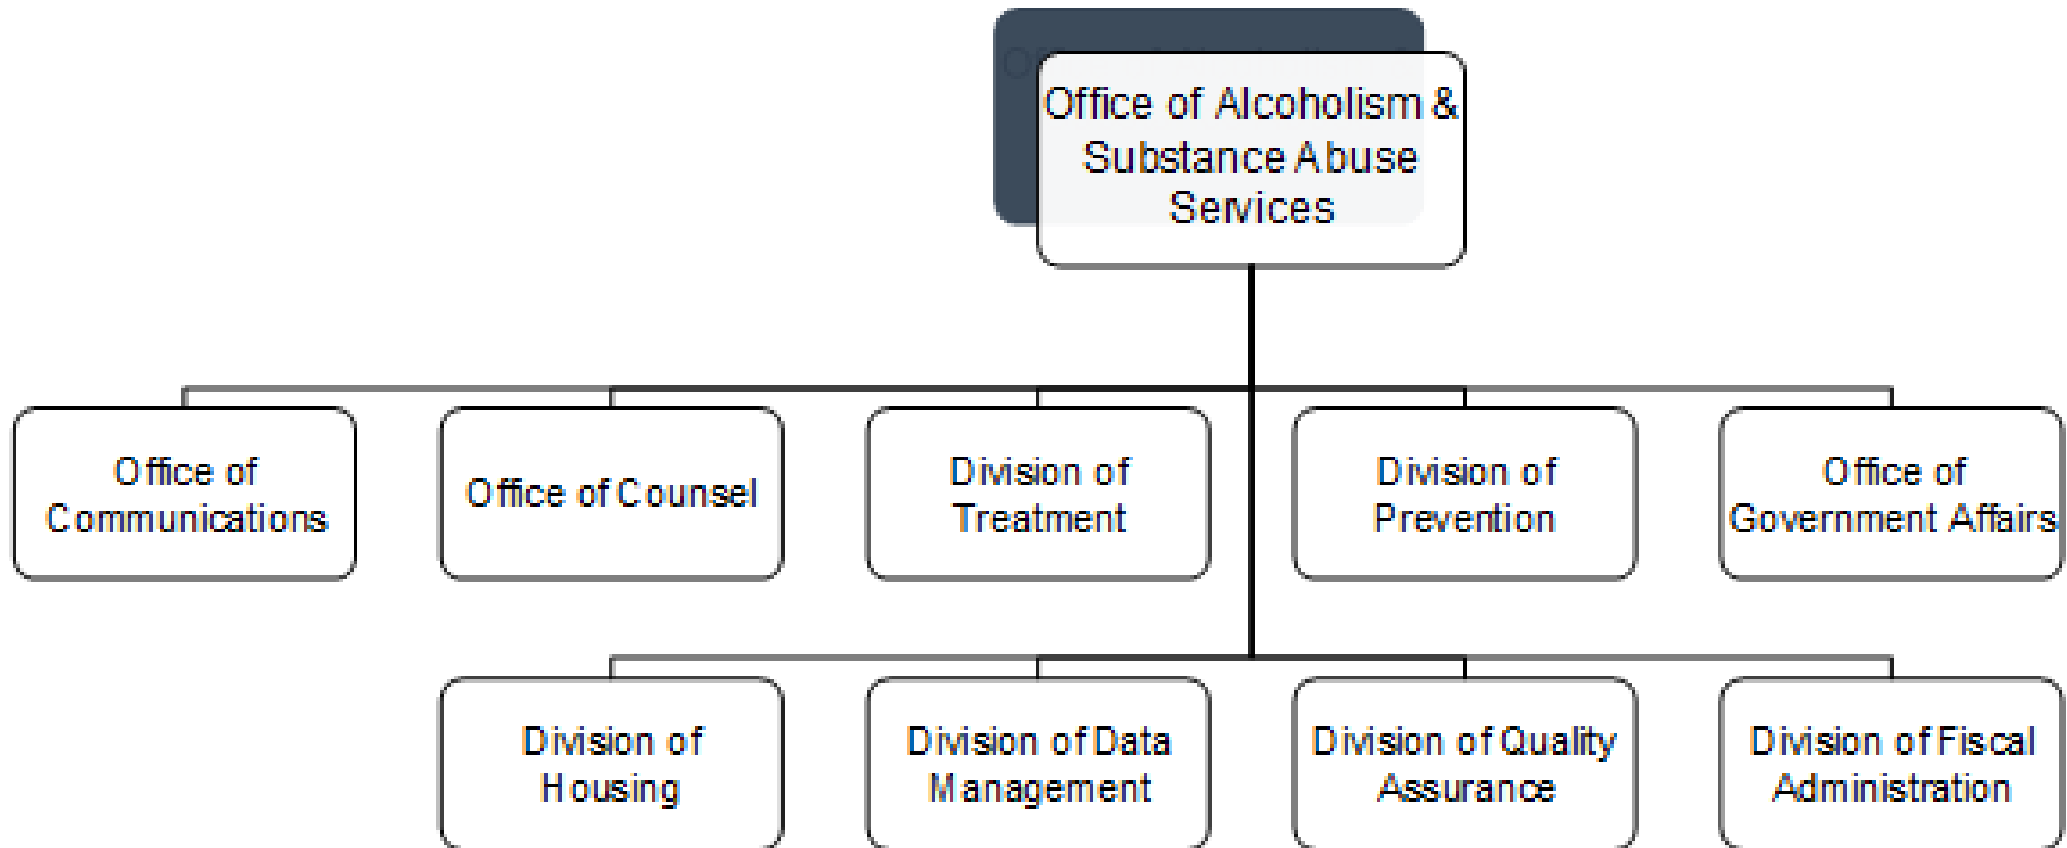 Office of Alcoholism &
Substance Abuse
Services
Office of
Communications
Office of Counsel
Division of
Treatment
Division of
Prevention
Office of
Government Affairs
Division of
Housing
Division of Data
Management
Division of Quality
Assurance
Division of Fiscal
Administration